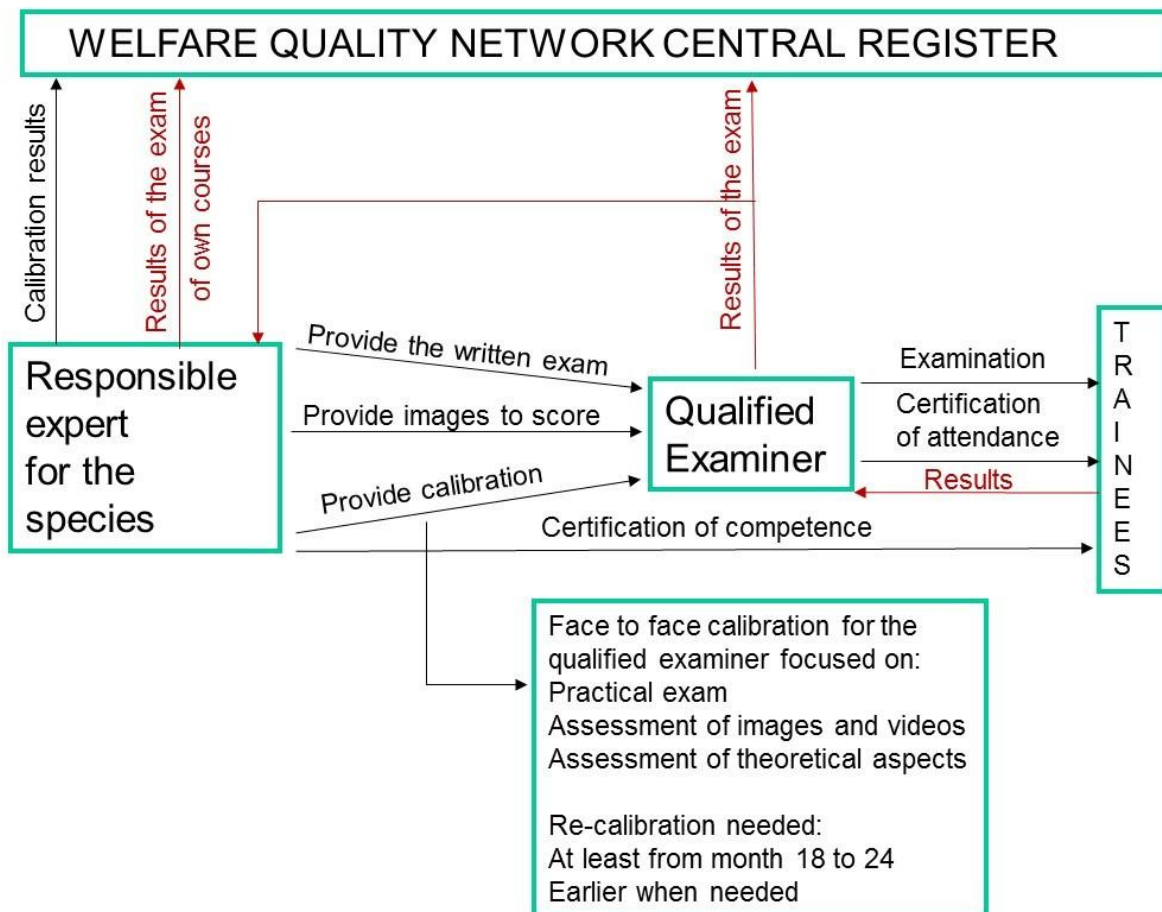 WELFARE QUALITY NETWORK CENTRAL REGISTER
Calibration results
Results of the exam
of own courses
Results of the exam
Responsible
expert
for the
species
Provide the written exam
Provide images to score
Provide calibration
Certification of competence
Qualified
Examiner
Examination
Certification
of attendance
Results
TRAINEES
Face to face calibration for the
qualified examiner focused on:
Practical exam
Assessment of images and videos
Assessment of theoretical aspects
Re-calibration needed:
At least from month 18 to 24
Earlier when needed